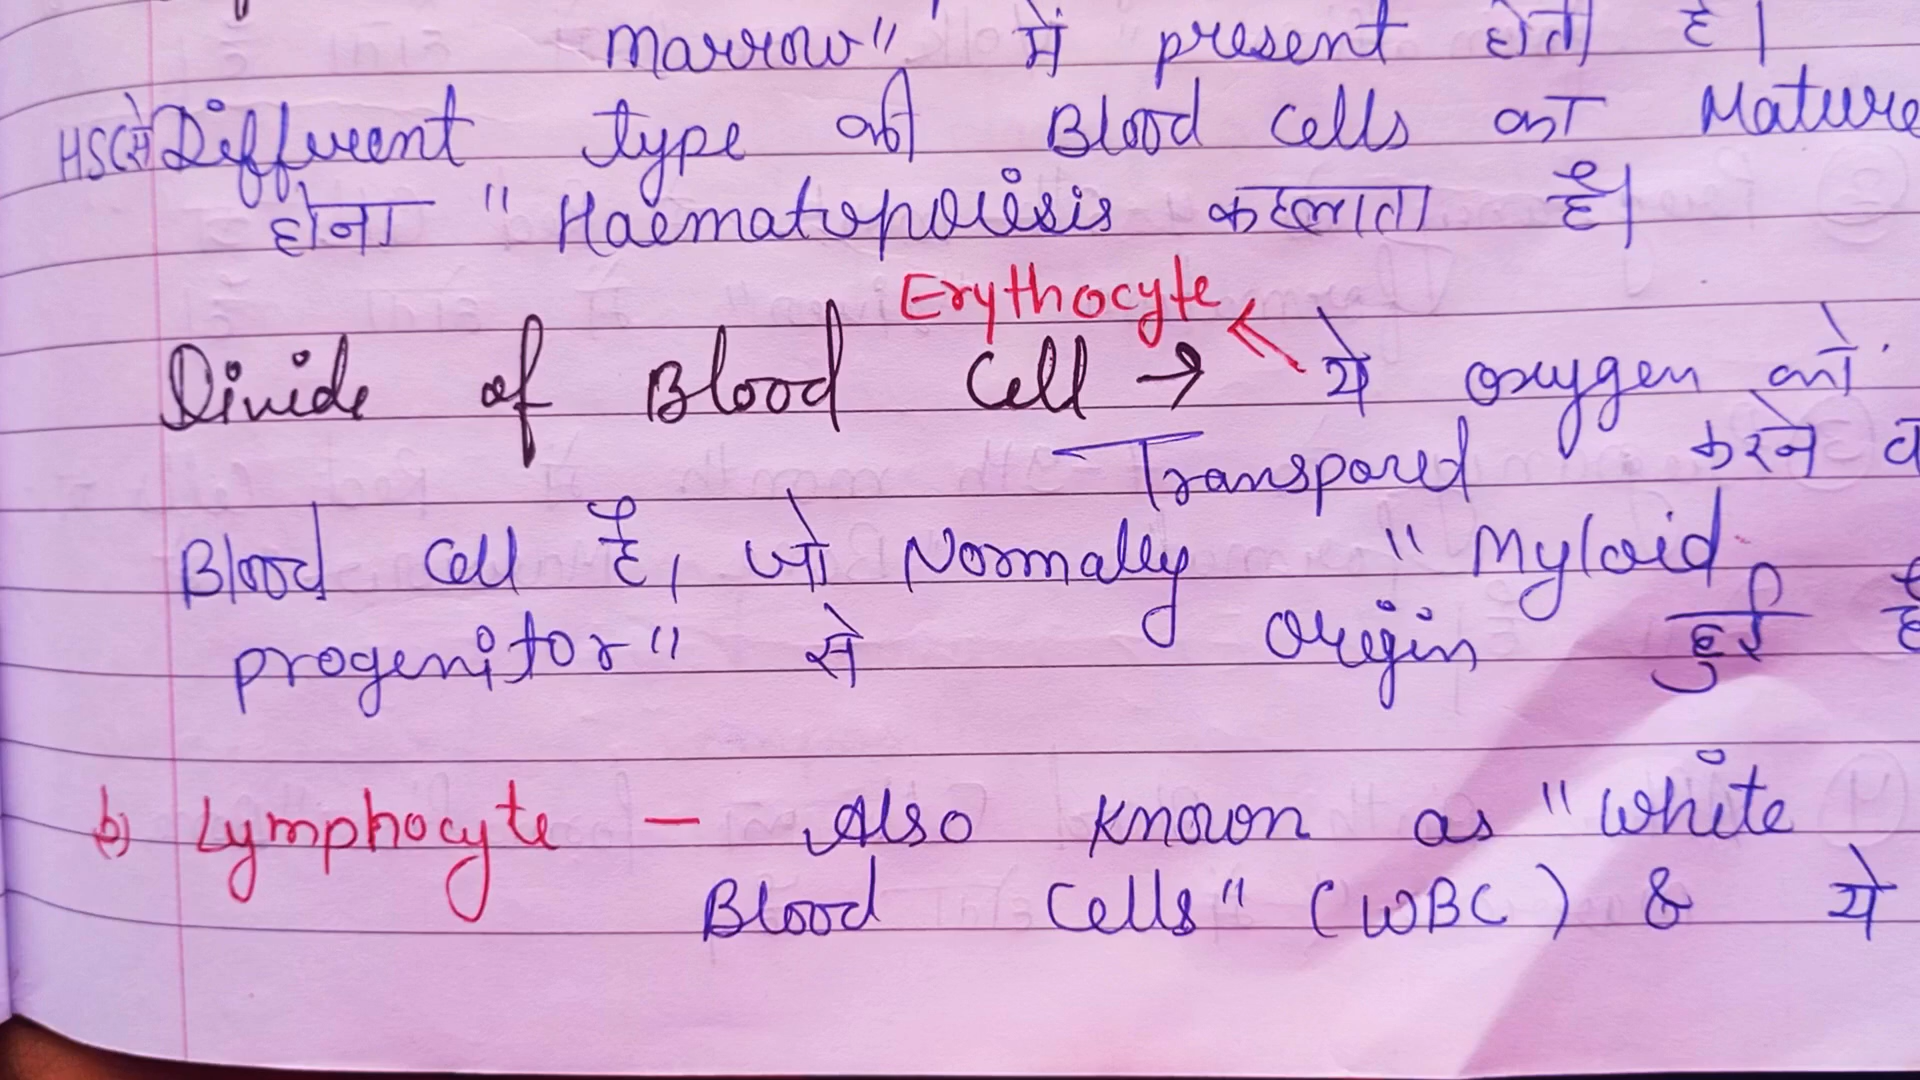 marrow" में present होती है।
HSC से Different type की Blood cells का Mature
होना "Haematopoiesis कहलाता है।
Erythocyte
Divide of Blood Cell → ये oxygen को
Transpored करने
Blood cell है, जो Normally "Myloid
progenitor" से origin हुई है
b) Lymphocyte - Also known as "white
Blood Cells" (WBC) & ये